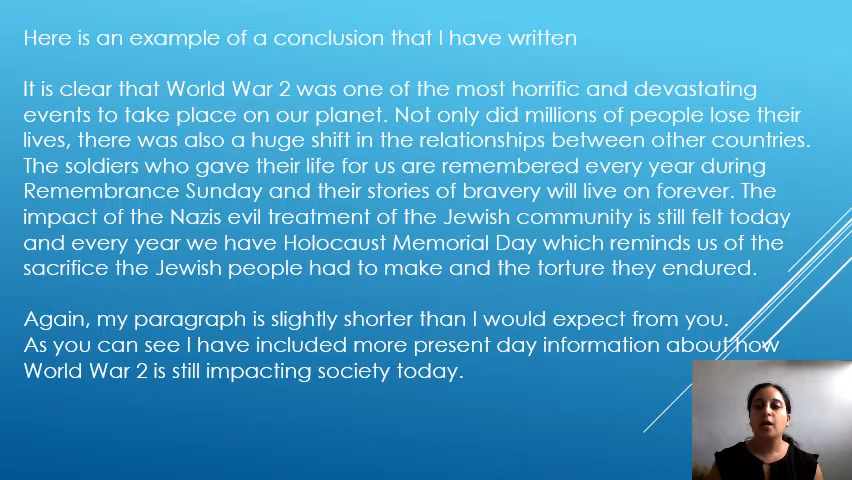 Here is an example of a conclusion that I have written
It is clear that World War 2 was one of the most horrific and devastating
events to take place on our planet. Not only did millions of people lose their
lives, there was also a huge shift in the relationships between other countries.
The soldiers who gave their life for us are remembered every year during
Remembrance Sunday and their stories of bravery will live on forever. The
impact of the Nazis evil treatment of the Jewish community is still felt today
and every year we have Holocaust Memorial Day which reminds us of the
sacrifice the Jewish people had to make and the torture they endured.
Again, my paragraph is slightly shorter than I would expect from you.
As you can see I have included more present day information about how
World War 2 is still impacting society today.